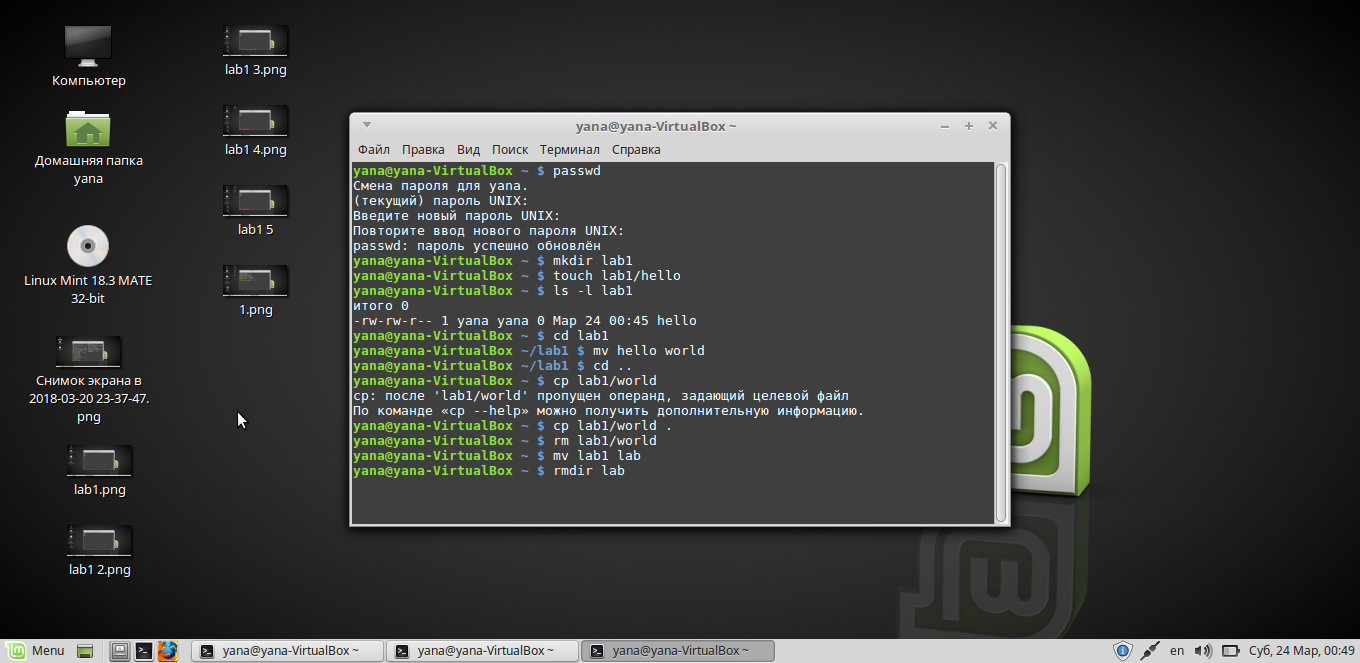 Компьютер
Домашняя папка
yana
Linux Mint 18.3 MATE
32-bit
Снимок экрана в
2018-03-20 23-37-47.
png
lab1.png
lab1 2.png
lab1 3.png
lab1 4.png
lab1 5
1.png
yana@yana-VirtualBox ~
Файл Правка Вид Поиск Терминал Справка
yana@yana-VirtualBox ~ $ passwd
Смена пароля для yana.
(текущий) пароль UNIX:
Введите новый пароль UNIX:
Повторите ввод нового пароля UNIX:
passwd: пароль успешно обновлён
yana@yana-VirtualBox ~ $ mkdir lab1
yana@yana-VirtualBox ~ $ touch lab1/hello
yana@yana-VirtualBox ~ $ ls -l lab1
итого 0
-rw-rw-r-- 1 yana yana 0 Мар 24 00:45 hello
yana@yana-VirtualBox ~ $ cd lab1
yana@yana-VirtualBox ~/lab1 $ mv hello world
yana@yana-VirtualBox ~/lab1 $ cd ..
yana@yana-VirtualBox ~ $ cp lab1/world
cp: после 'lab1/world' пропущен операнд, задающий целевой файл
По команде «cp --help» можно получить дополнительную информацию.
yana@yana-VirtualBox ~ $ cp lab1/world .
yana@yana-VirtualBox ~ $ rm lab1/world
yana@yana-VirtualBox ~ $ mv lab1 lab
yana@yana-VirtualBox ~ $ rmdir lab
Menu yana@yana-VirtualBox ~ yana@yana-VirtualBox ~ yana@yana-VirtualBox ~ en Суб, 24 Мар, 00:49